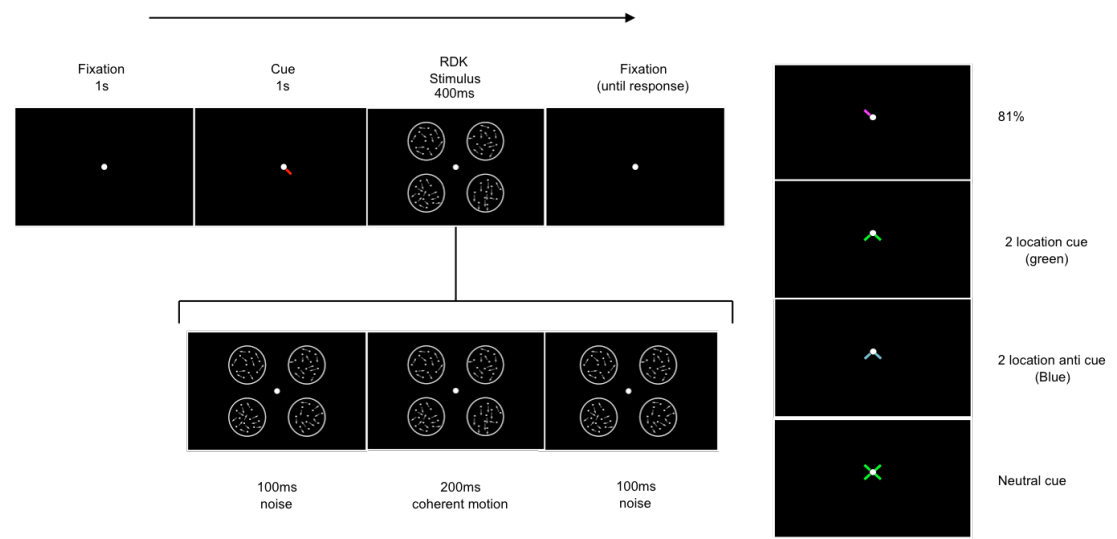 Fixation
1s
Cue
1s
RDK
Stimulus
400ms
Fixation
(until response)
100ms
noise
200ms
coherent motion
100ms
noise
81%
2 location cue
(green)
2 location anti cue
(Blue)
Neutral cue